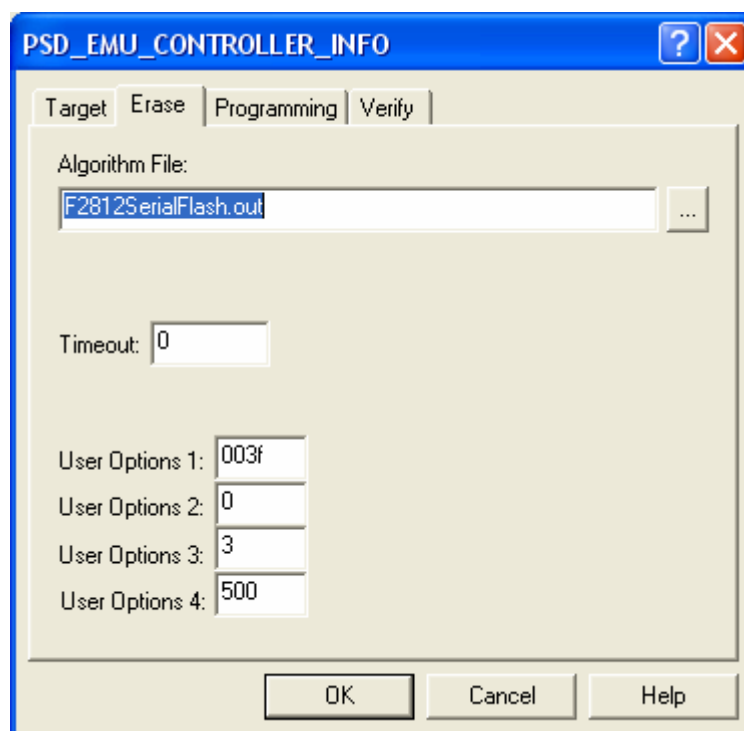 PSD_EMU_CONTROLLER_INFO
Target Erase Programming Verify
Algorithm File:
F2812SerialFlash.out ...
Timeout: 0
User Options 1: 003f
User Options 2: 0
User Options 3: 3
User Options 4: 500
OK Cancel Help